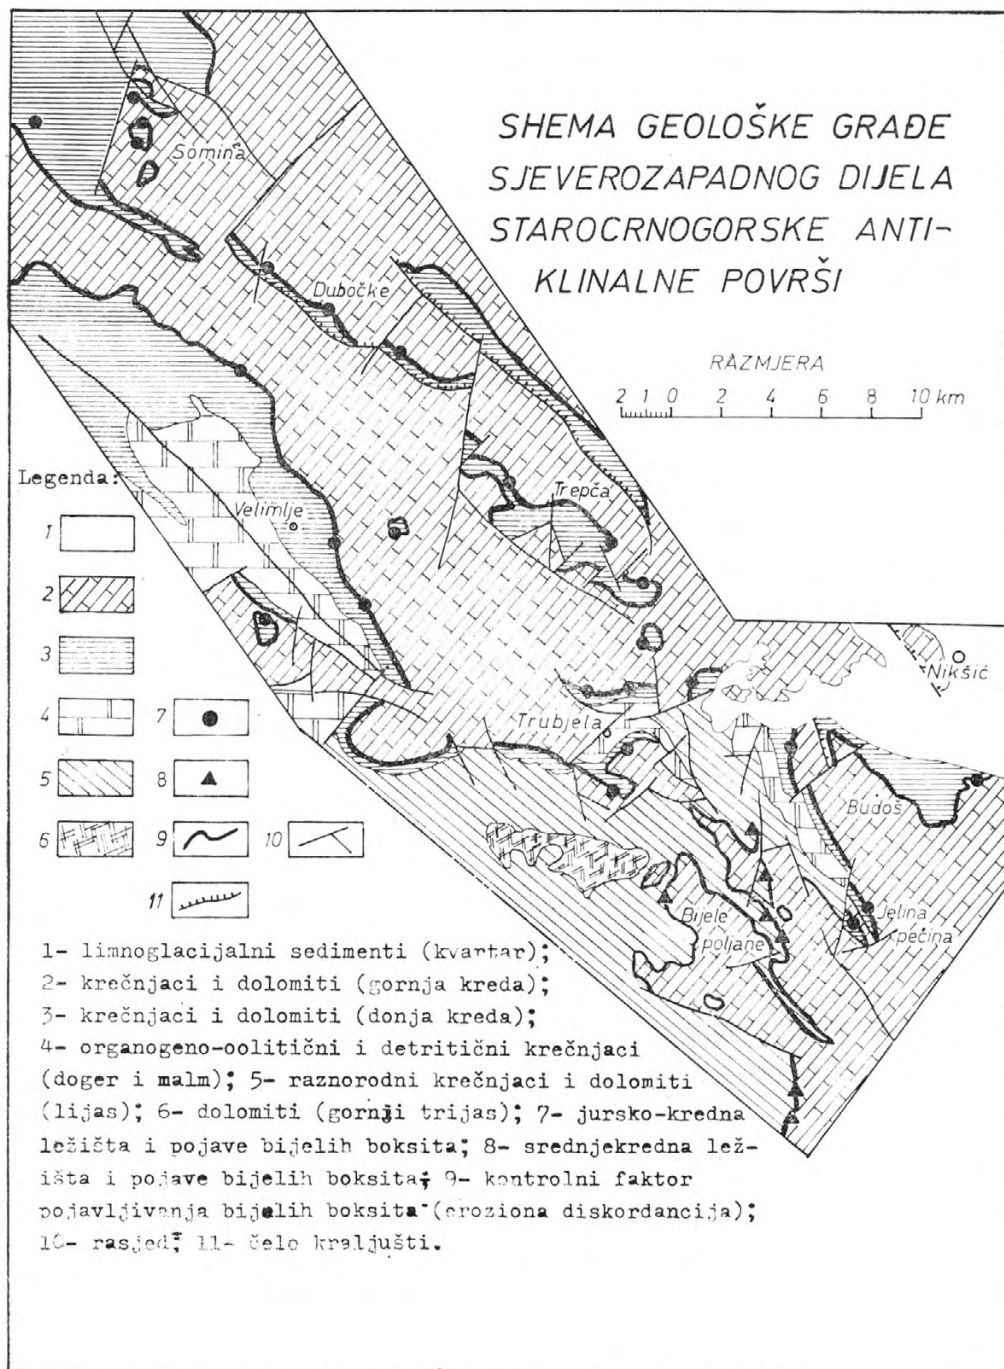 SHEMA GEOLOŠKE GRAĐE
SJEVEROZAPADNOG DIJELA
STAROCRNOGORSKE ANTI-
KLINALNE POVRŠI
RAZMJERA
2 1 0 2 4 6 8 10 km
Somina
Dubočke
Trepča
Velimlje
Nikšić
Trubjela
Budoš
Bijele
poljane
Jelina
pećina
Legenda:
1
2
3
4
5
6
7
8
9
10
11
1- limnoglacijalni sedimenti (kvartar);
2- krečnjaci i dolomiti (gornja kreda);
3- krečnjaci i dolomiti (donja kreda);
4- organogeno-oolitični i detritični krečnjaci
(doger i malm); 5- raznorodni krečnjaci i dolomiti
(lijas); 6- dolomiti (gornji trijas); 7- jursko-kredna
ležišta i pojave bijelih boksita; 8- srednjekredna lež-
išta i pojave bijelih boksita; 9- kontrolni faktor
pojavljivanja bijelih boksita (eroziona diskordancija);
10- rasjed; 11- čelo kraljušti.